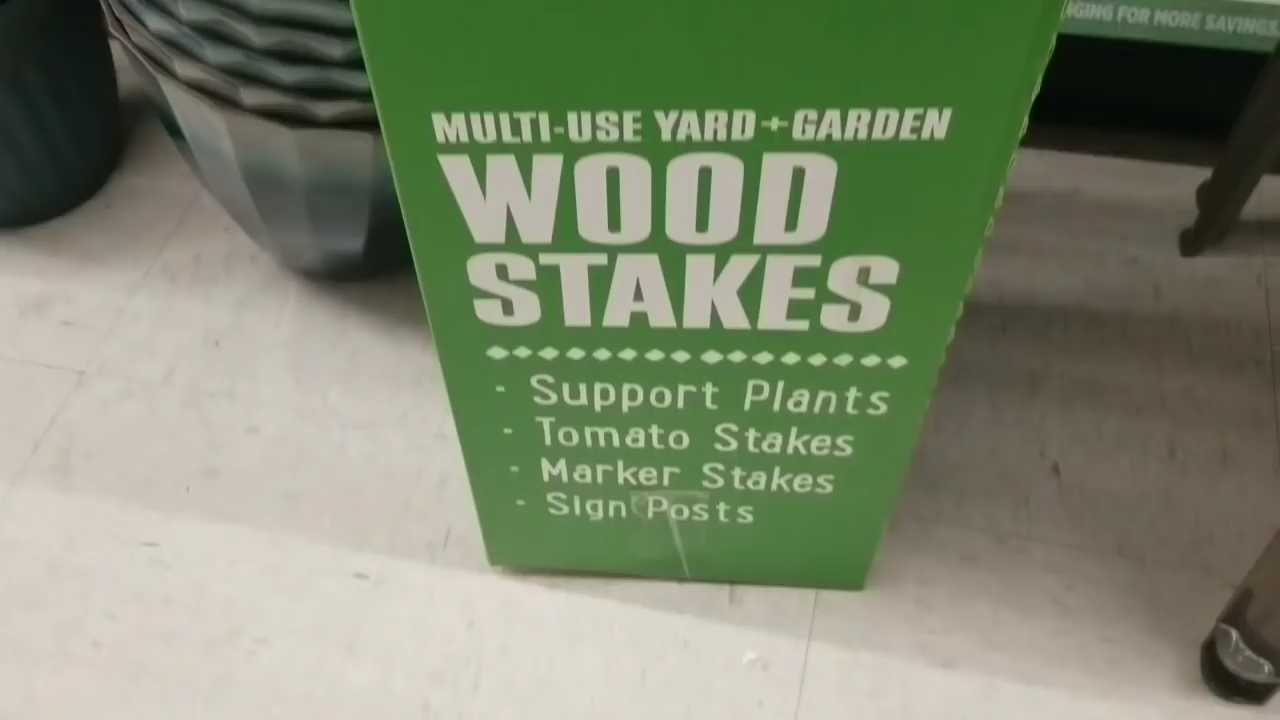 GING FOR MORE SAVINGS
MULTI-USE YARD+GARDEN
WOOD
STAKES
- Support Plants
- Tomato Stakes
- Marker Stakes
- Sign Posts